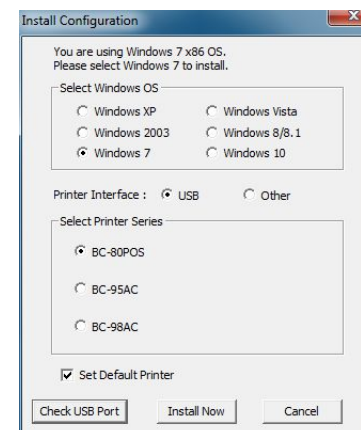 Install Configuration
You are using Windows 7 x86 OS.
Please select Windows 7 to install.
Select Windows OS
Windows XP Windows Vista
Windows 2003 Windows 8/8.1
Windows 7 Windows 10
Printer Interface : USB Other
Select Printer Series
BC-80POS
BC-95AC
BC-98AC
Set Default Printer
Check USB Port Install Now Cancel